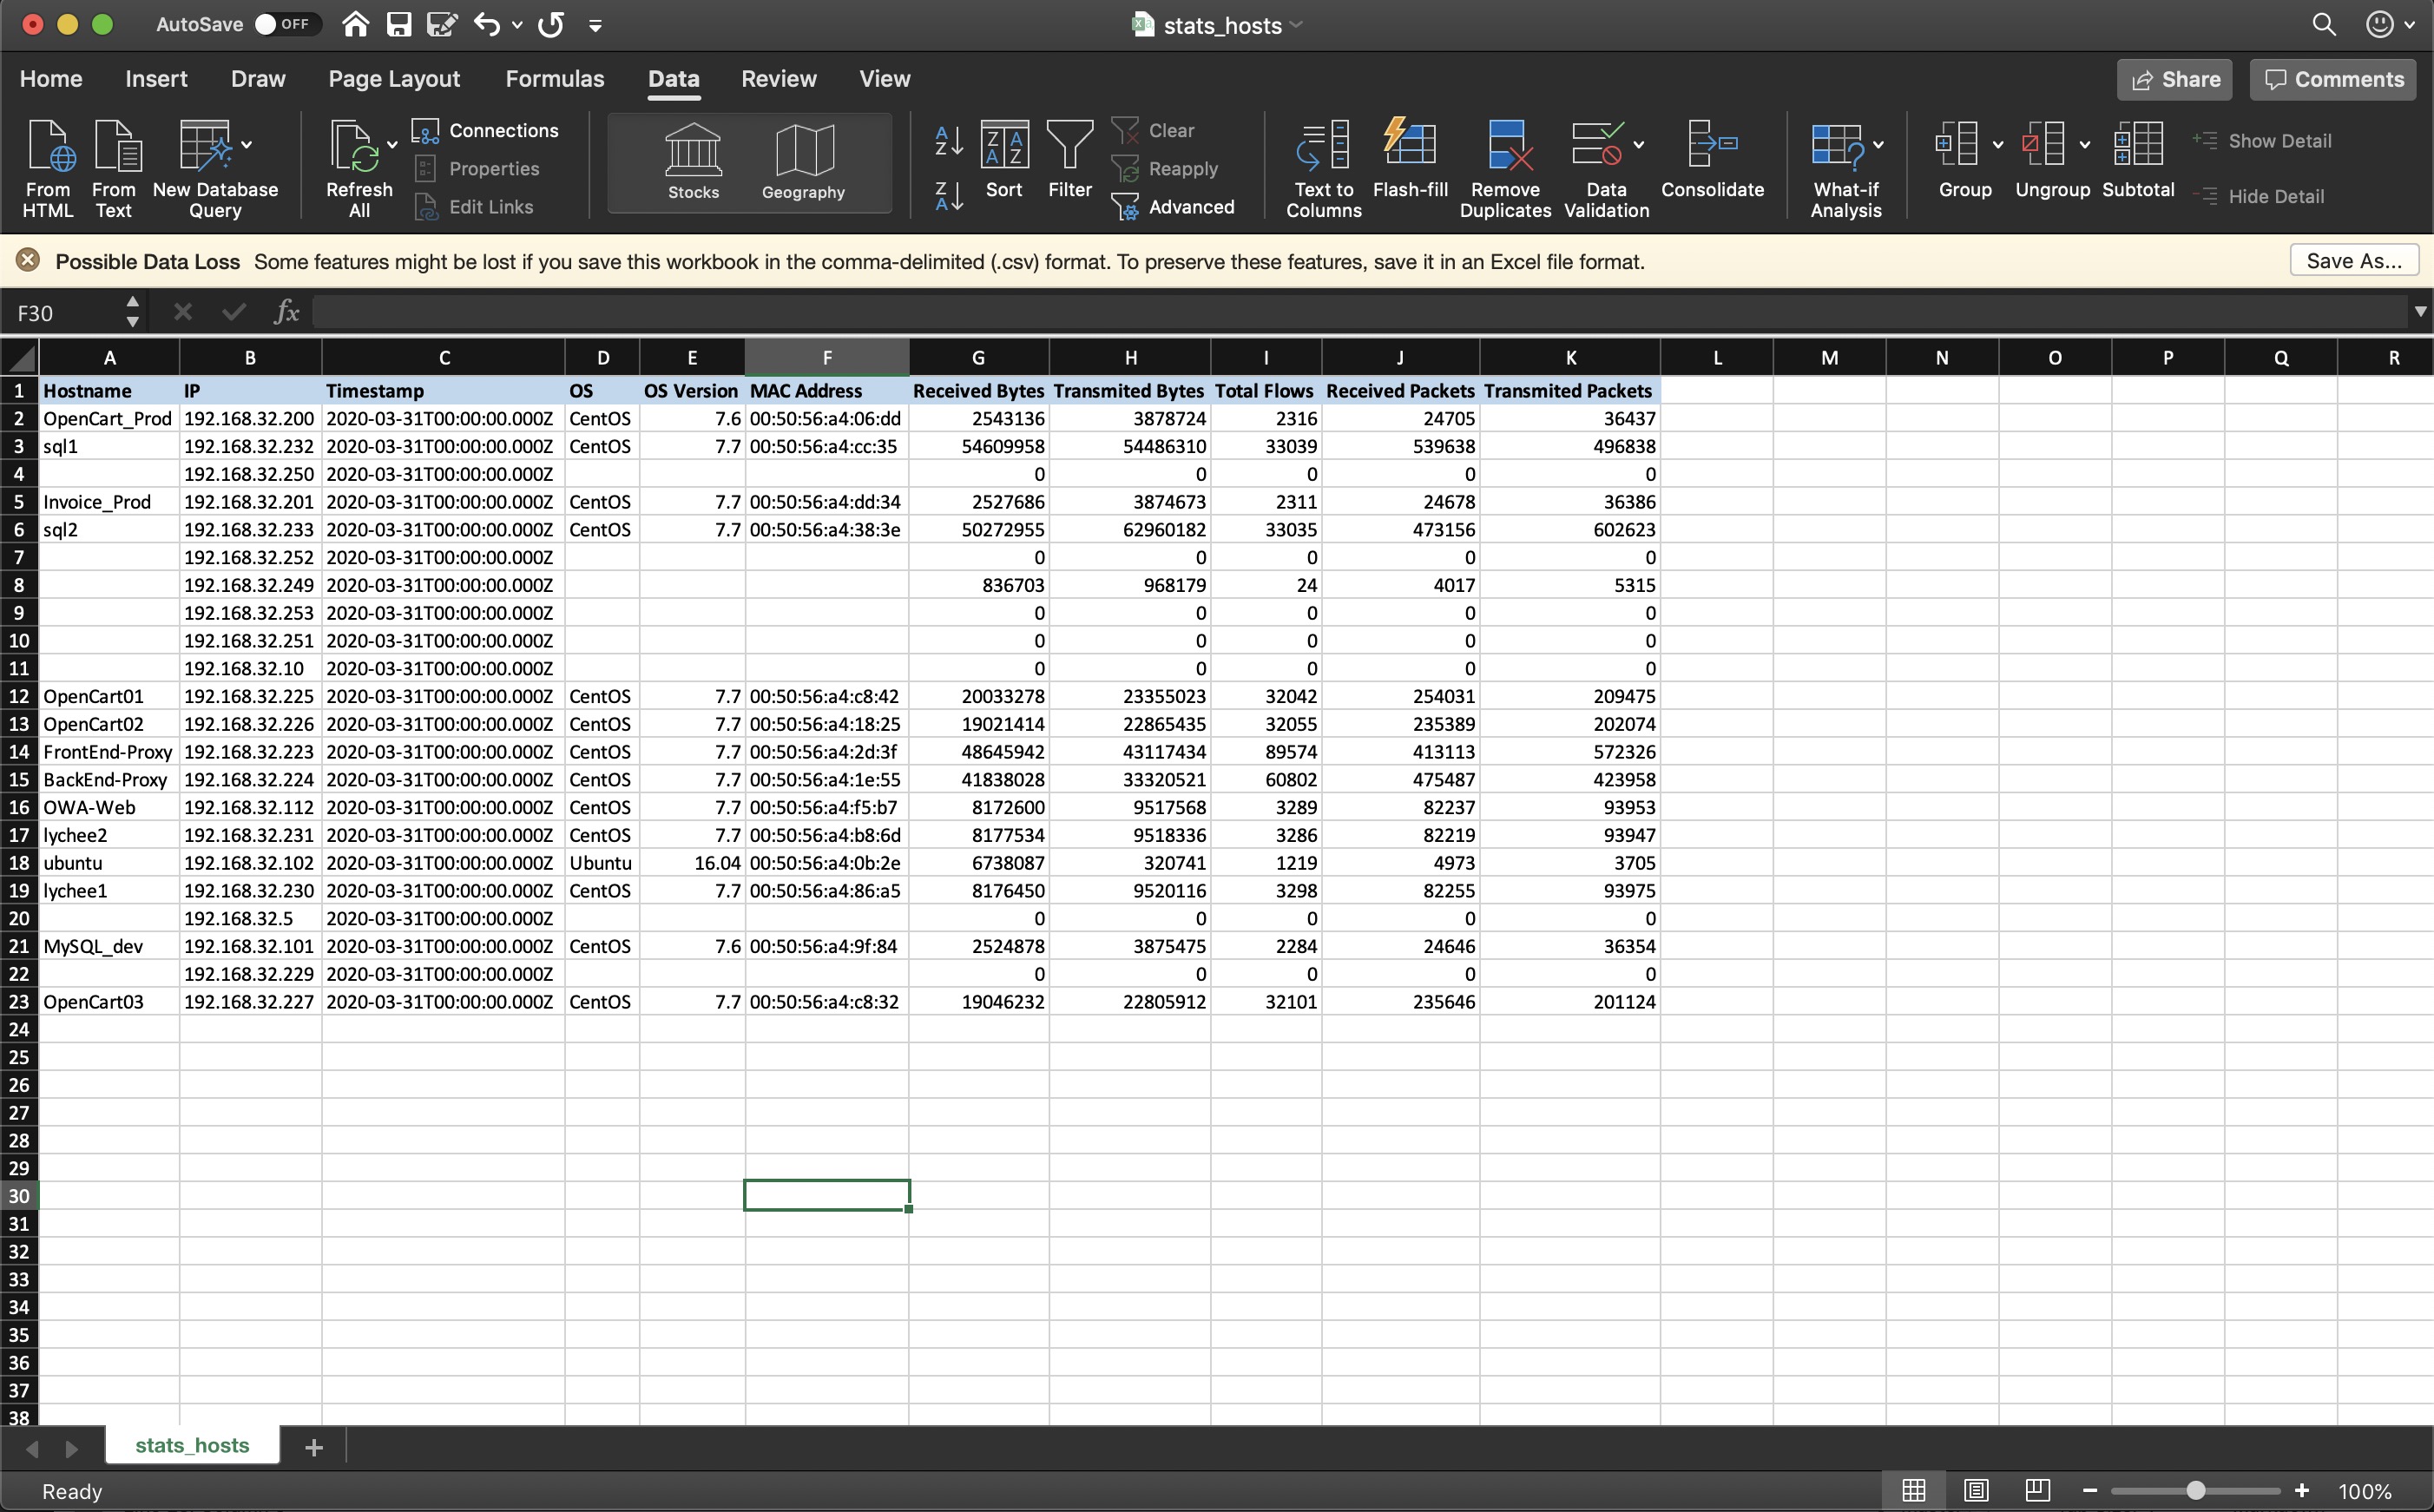 AutoSave OFF stats_hosts
Home Insert Draw Page Layout Formulas Data Review View Share Comments
From HTML From Text New Database Query Refresh All Connections Properties Edit Links Stocks Geography Sort Filter Clear Reapply Advanced Text to Columns Flash-fill Remove Duplicates Data Validation Consolidate What-if Analysis Group Ungroup Subtotal Show Detail Hide Detail
Possible Data Loss Some features might be lost if you save this workbook in the comma-delimited (.csv) format. To preserve these features, save it in an Excel file format. Save As...
F30 fx
A B C D E F G H I J K L M N O P Q R
1 Hostname IP Timestamp OS OS Version MAC Address Received Bytes Transmited Bytes Total Flows Received Packets Transmited Packets
2 OpenCart_Prod 192.168.32.200 2020-03-31T00:00:00.000Z CentOS 7.6 00:50:56:a4:06:dd 2543136 3878724 2316 24705 36437
3 sql1 192.168.32.232 2020-03-31T00:00:00.000Z CentOS 7.7 00:50:56:a4:cc:35 54609958 54486310 33039 539638 496838
4 192.168.32.250 2020-03-31T00:00:00.000Z 0 0 0 0 0
5 Invoice_Prod 192.168.32.201 2020-03-31T00:00:00.000Z CentOS 7.7 00:50:56:a4:dd:34 2527686 3874673 2311 24678 36386
6 sql2 192.168.32.233 2020-03-31T00:00:00.000Z CentOS 7.7 00:50:56:a4:38:3e 50272955 62960182 33035 473156 602623
7 192.168.32.252 2020-03-31T00:00:00.000Z 0 0 0 0 0
8 192.168.32.249 2020-03-31T00:00:00.000Z 836703 968179 24 4017 5315
9 192.168.32.253 2020-03-31T00:00:00.000Z 0 0 0 0 0
10 192.168.32.251 2020-03-31T00:00:00.000Z 0 0 0 0 0
11 192.168.32.10 2020-03-31T00:00:00.000Z 0 0 0 0 0
12 OpenCart01 192.168.32.225 2020-03-31T00:00:00.000Z CentOS 7.7 00:50:56:a4:c8:42 20033278 23355023 32042 254031 209475
13 OpenCart02 192.168.32.226 2020-03-31T00:00:00.000Z CentOS 7.7 00:50:56:a4:18:25 19021414 22865435 32055 235389 202074
14 FrontEnd-Proxy 192.168.32.223 2020-03-31T00:00:00.000Z CentOS 7.7 00:50:56:a4:2d:3f 48645942 43117434 89574 413113 572326
15 BackEnd-Proxy 192.168.32.224 2020-03-31T00:00:00.000Z CentOS 7.7 00:50:56:a4:1e:55 41838028 33320521 60802 475487 423958
16 OWA-Web 192.168.32.112 2020-03-31T00:00:00.000Z CentOS 7.7 00:50:56:a4:f5:b7 8172600 9517568 3289 82237 93953
17 lychee2 192.168.32.231 2020-03-31T00:00:00.000Z CentOS 7.7 00:50:56:a4:b8:6d 8177534 9518336 3286 82219 93947
18 ubuntu 192.168.32.102 2020-03-31T00:00:00.000Z Ubuntu 16.04 00:50:56:a4:0b:2e 6738087 320741 1219 4973 3705
19 lychee1 192.168.32.230 2020-03-31T00:00:00.000Z CentOS 7.7 00:50:56:a4:86:a5 8176450 9520116 3298 82255 93975
20 192.168.32.5 2020-03-31T00:00:00.000Z 0 0 0 0 0
21 MySQL_dev 192.168.32.101 2020-03-31T00:00:00.000Z CentOS 7.6 00:50:56:a4:9f:84 2524878 3875475 2284 24646 36354
22 192.168.32.229 2020-03-31T00:00:00.000Z 0 0 0 0 0
23 OpenCart03 192.168.32.227 2020-03-31T00:00:00.000Z CentOS 7.7 00:50:56:a4:c8:32 19046232 22805912 32101 235646 201124
24
25
26
27
28
29
30
31
32
33
34
35
36
37
38
stats_hosts
Ready 100%